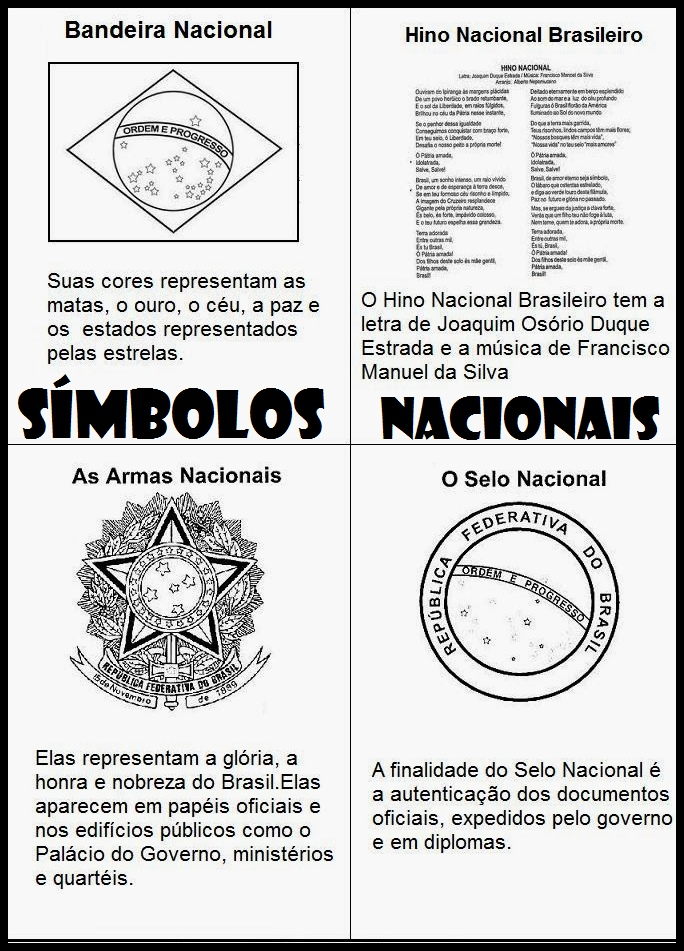 Bandeira Nacional
ORDEM E PROGRESSO
Suas cores representam as
matas, o ouro, o céu, a paz e
os estados representados
pelas estrelas.
Hino Nacional Brasileiro
HINO NACIONAL
Letra: Joaquim Duque Estrada / Música: Francisco Manoel da Silva
Arranjo: Alberto Nepomuceno
Ouviram do Ipiranga às margens plácidas
De um povo heróico o brado retumbante,
E o sol da Liberdade, em raios fúlgidos,
Brilhou no céu da Pátria nesse instante,
Se o penhor dessa igualdade
Conseguimos conquistar com braço forte,
Em teu seio, ó Liberdade,
Desafia o nosso peito a própria morte!
Ó Pátria amada,
Idolatrada,
Salve, Salve!
Brasil, um sonho intenso, um raio vívido
De amor e de esperança à terra desce,
Se em teu formoso céu risonho e límpido,
A imagem do Cruzeiro resplandece
Gigante pela própria natureza,
És belo, és forte, impávido colosso,
E o teu futuro espelha essa grandeza.
Terra adorada
Entre outras mil,
És tu Brasil,
Ó Pátria amada!
Dos filhos deste solo és mãe gentil,
Pátria amada,
Brasil!
Deitado eternamente em berço esplêndido
Ao som do mar e a luz do céu profundo
Fulguras ó Brasil florão da América
Iluminado ao Sol do novo mundo
Do que a terra mais garrida,
Teus risonhos, lindos campos têm mais flores;
"Nossos bosques têm mais vida",
"Nossa vida" no teu seio "mais amores"
Ó Pátria amada,
Idolatrada,
Salve, Salve!
Brasil, de amor eterno seja símbolo,
O lábaro que ostentas estrelado,
e diga ao verde louro desta flâmula,
Paz no futuro e glória no passado.
Mas, se ergues da justiça a clava forte,
Verás que um filho teu não foge à luta,
Nem teme, quem te adora, a própria morte.
Terra adorada,
Entre outras mil,
És tu, Brasil,
Ó Pátria amada!
Dos filhos deste solo és mãe gentil,
Pátria amada,
Brasil!
O Hino Nacional Brasileiro tem a
letra de Joaquim Osório Duque
Estrada e a música de Francisco
Manuel da Silva
SÍMBOLOS NACIONAIS
As Armas Nacionais
REPÚBLICA FEDERATIVA DO BRASIL
15 de Novembro de 1889
Elas representam a glória, a
honra e nobreza do Brasil.Elas
aparecem em papéis oficiais e
nos edifícios públicos como o
Palácio do Governo, ministérios
e quartéis.
O Selo Nacional
REPÚBLICA FEDERATIVA DO BRASIL
ORDEM E PROGRESSO
A finalidade do Selo Nacional é
a autenticação dos documentos
oficiais, expedidos pelo governo
e em diplomas.